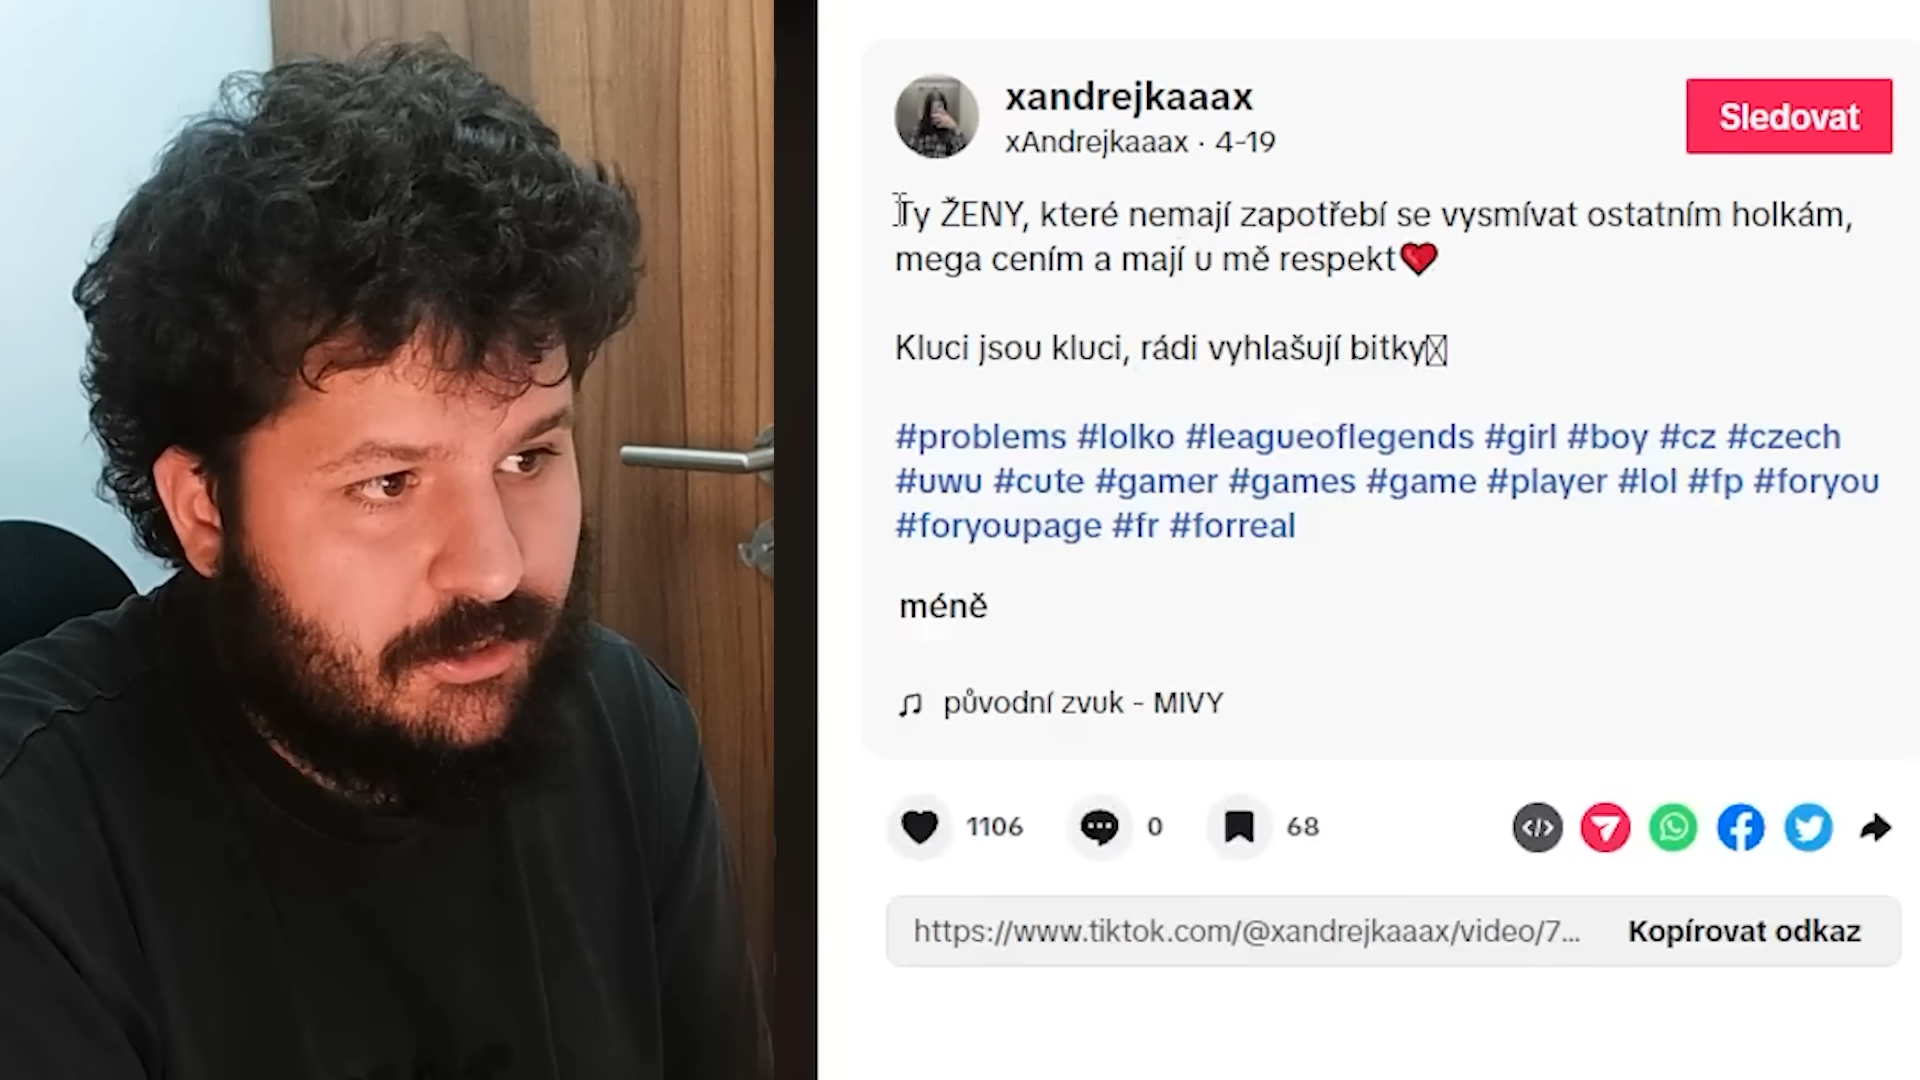 xandrejkaaax
xAndrejkaaax · 4-19
Sledovat
Ty ŽENY, které nemají zapotřebí se vysmívat ostatním holkám,
mega cením a mají u mě respekt❤️
Kluci jsou kluci, rádi vyhlašují bitky
#problems #lolko #leagueoflegends #girl #boy #cz #czech
#uwu #cute #gamer #games #game #player #lol #fp #foryou
#foryoupage #fr #forreal
méně
původní zvuk - MIVY
1106 0 68
https://www.tiktok.com/@xandrejkaaax/video/7... Kopírovat odkaz